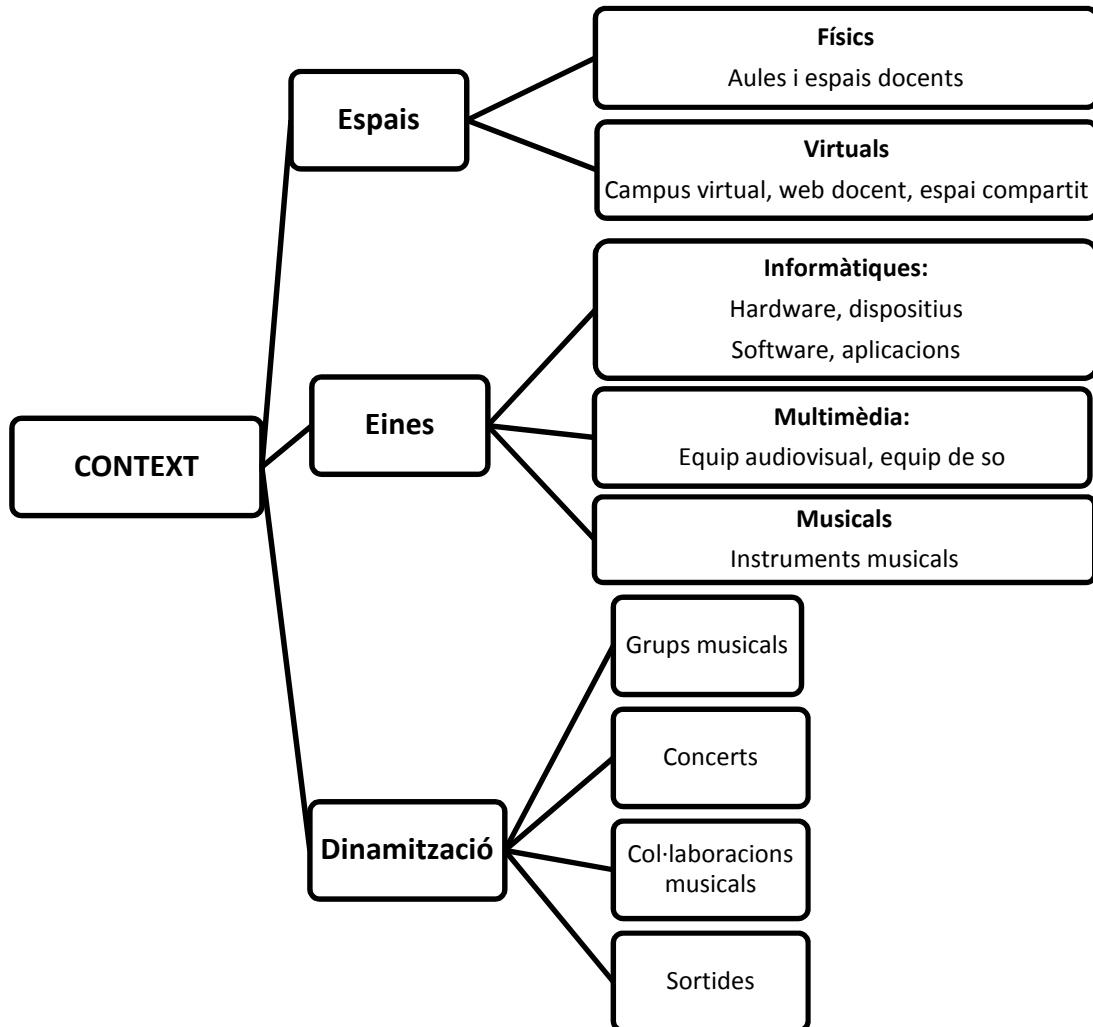 CONTEXT
Espais
Físics
Aules i espais docents
Virtuals
Campus virtual, web docent, espai compartit
Eines
Informàtiques:
Hardware, dispositius
Software, aplicacions
Multimèdia:
Equip audiovisual, equip de so
Musicals
Instruments musicals
Dinamització
Grups musicals
Concerts
Col·laboracions
musicals
Sortides